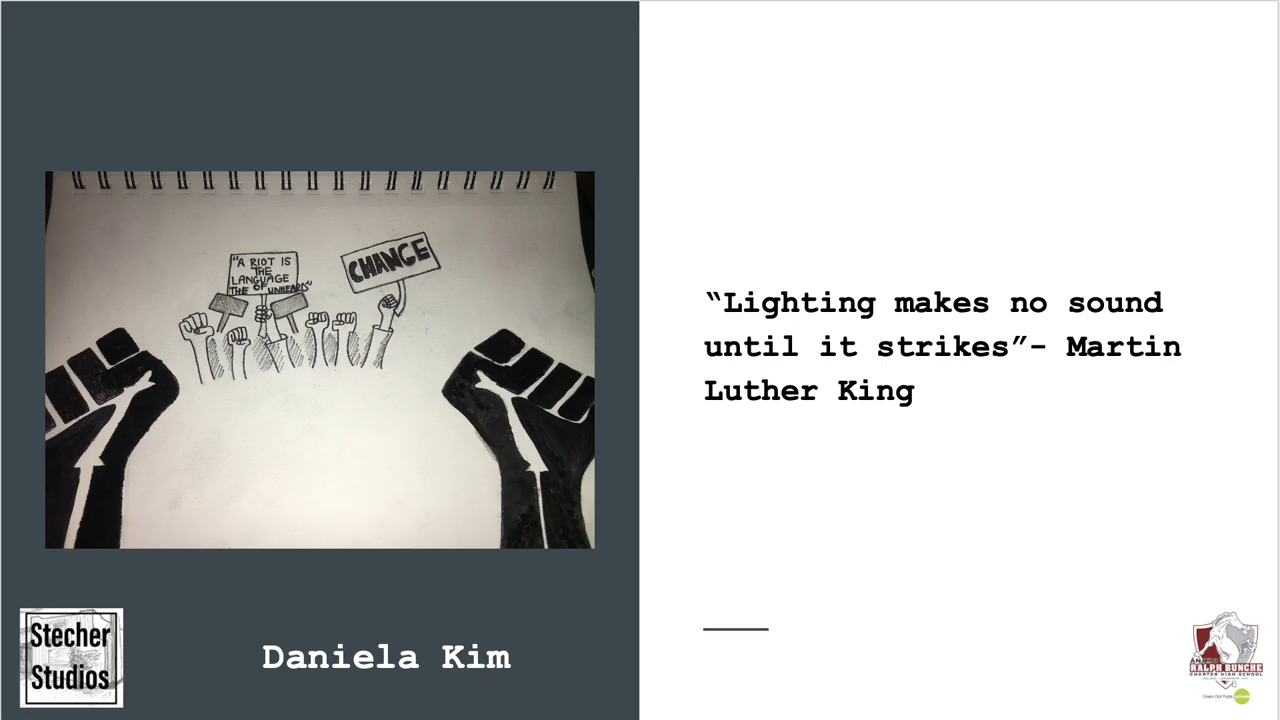 “A RIOT IS
THE
LANGUAGE
THE OF UNHEARD”
CHANGE
Stecher
Studios
Daniela Kim
“Lighting makes no sound
until it strikes”- Martin
Luther King
RALPH BUNCHE
CHARTER HIGH SCHOOL